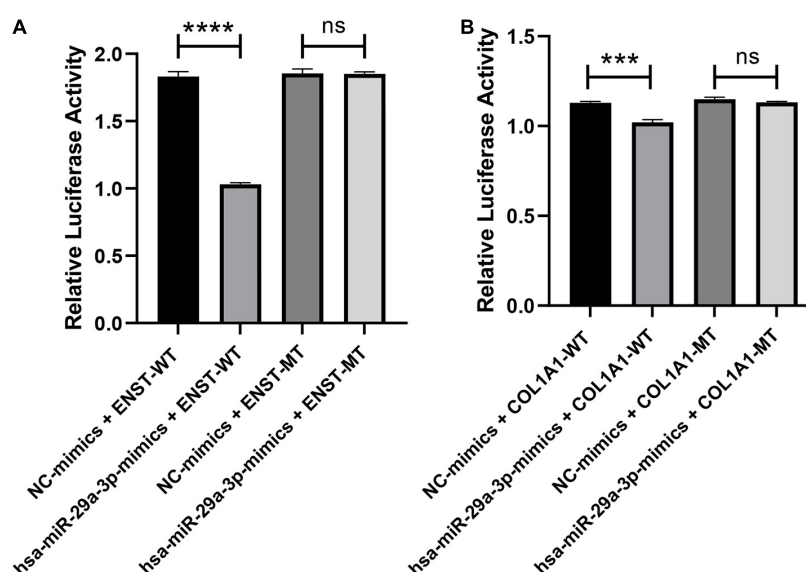 A
**** ns
Relative Luciferase Activity
2.0
1.5
1.0
0.5
0.0
NC-mimics + ENST-WT
hsa-miR-29a-3p-mimics + ENST-WT
NC-mimics + ENST-MT
hsa-miR-29a-3p-mimics + ENST-MT
B
*** ns
Relative Luciferase Activity
1.5
1.0
0.5
0.0
NC-mimics + COL1A1-WT
hsa-miR-29a-3p-mimics + COL1A1-WT
NC-mimics + COL1A1-MT
hsa-miR-29a-3p-mimics + COL1A1-MT